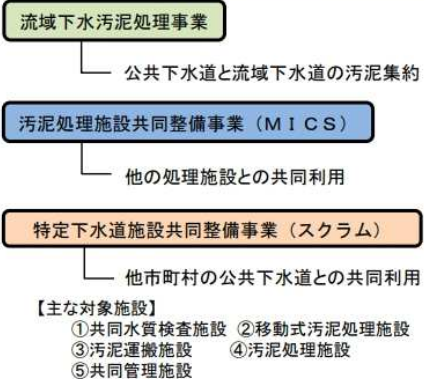 流域下水汚泥処理事業
公共下水道と流域下水道の汚泥集約
汚泥処理施設共同整備事業（ＭＩＣＳ）
他の処理施設との共同利用
特定下水道施設共同整備事業（スクラム）
他市町村の公共下水道との共同利用
【主な対象施設】
①共同水質検査施設 ②移動式汚泥処理施設
③汚泥運搬施設 ④汚泥処理施設
⑤共同管理施設